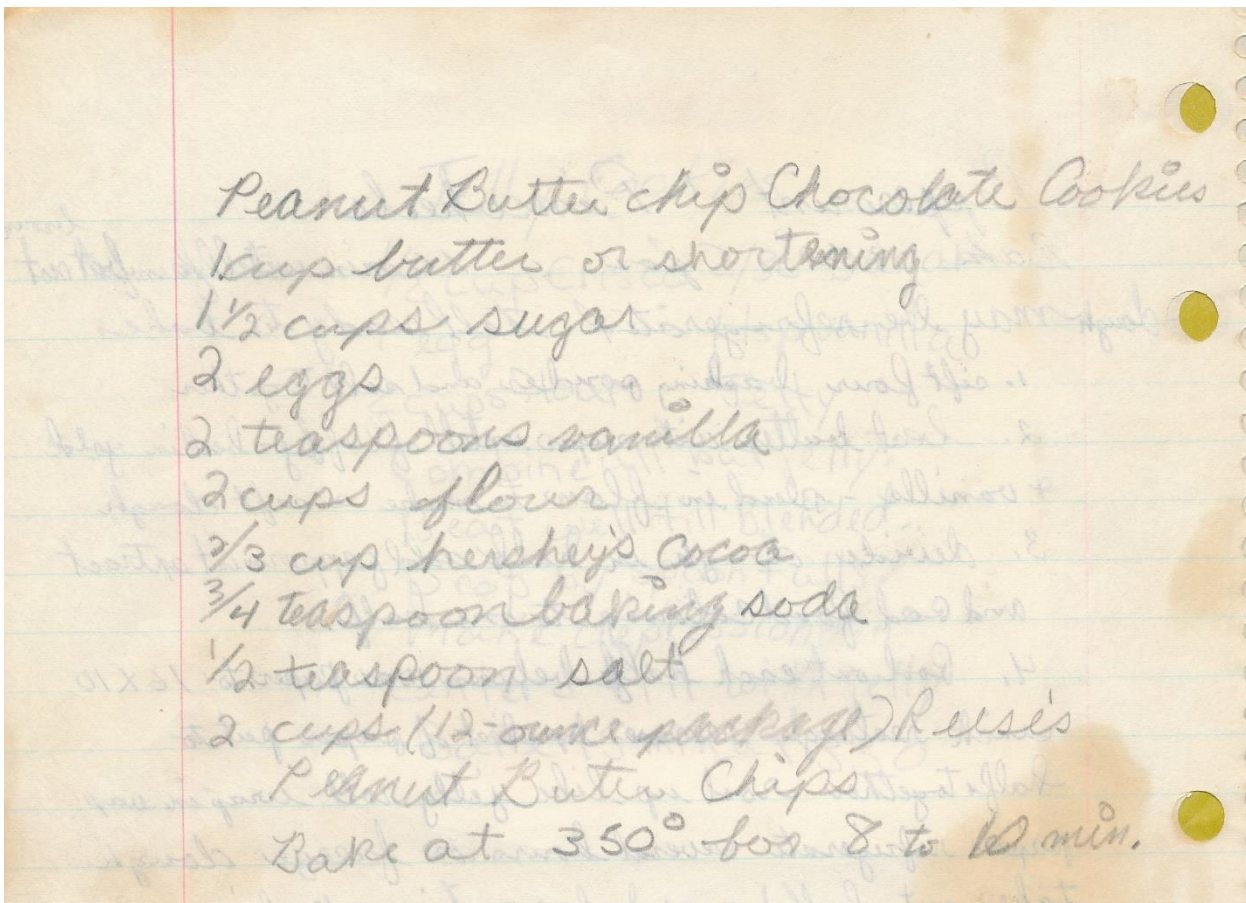 Peanut Butter chip Chocolate Cookies
1 cup butter or shortening
1 1/2 cups sugar
2 eggs
2 teaspoons vanilla
2 cups flour
2/3 cup hershey's cocoa
3/4 teaspoon baking soda
1/2 teaspoon salt
2 cups (12-ounce package) Reese's
Peanut Butter Chips
Bake at 350° for 8 to 10 min.